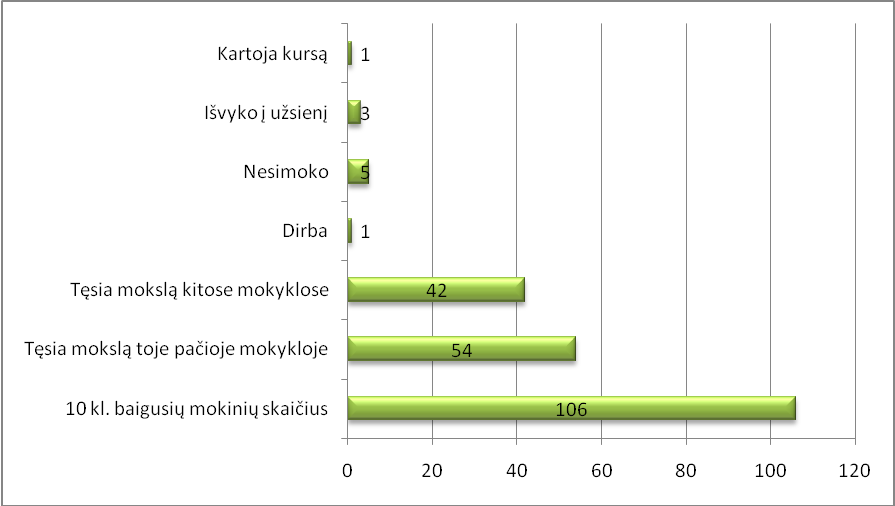 Kartoja kursą 1
Išvyko į užsienį 3
Nesimoko 5
Dirba 1
Tęsia mokslą kitose mokyklose 42
Tęsia mokslą toje pačioje mokykloje 54
10 kl. baigusių mokinių skaičius 106
0 20 40 60 80 100 120